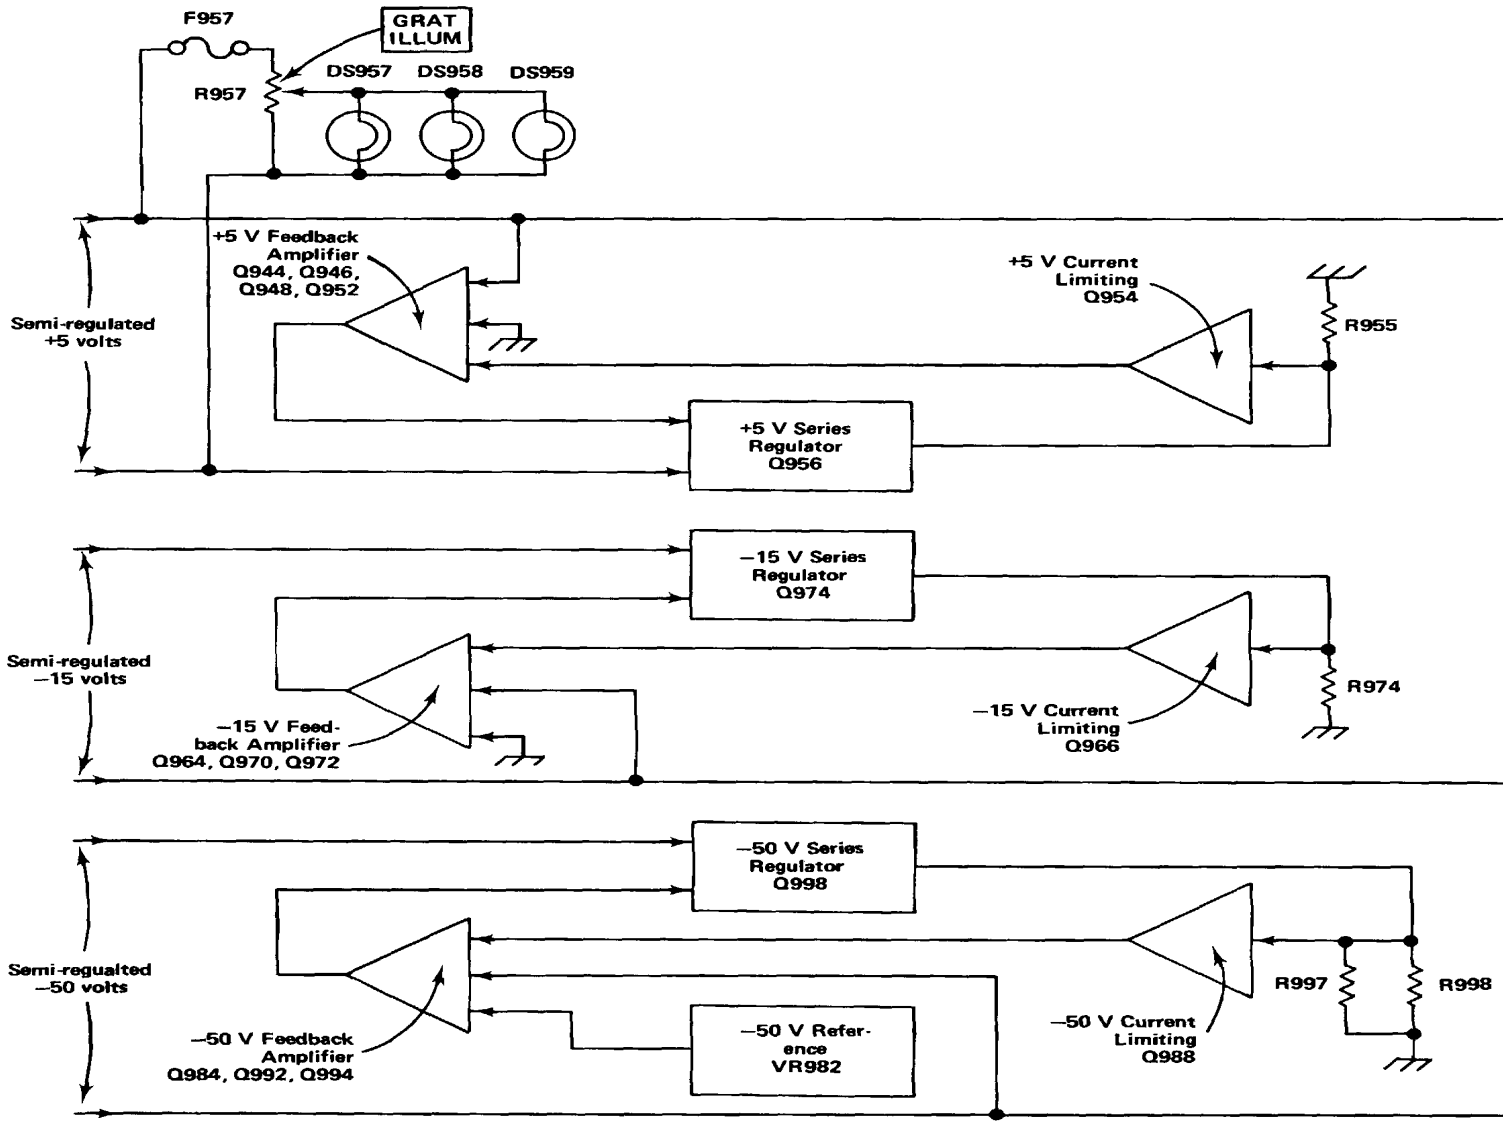 F957
GRAT
ILLUM
DS957
DS958
DS959
R957
+5 V Feedback
Amplifier
Q944, Q946,
Q948, Q952
+5 V Current
Limiting
Q954
R955
Semi-regulated
+5 volts
+5 V Series
Regulator
Q956
—15 V Series
Regulator
Q974
Semi-regulated
—15 volts
R974
—15 V Feed-
back Amplifier
Q964, Q970, Q972
—15 V Current
Limiting
Q966
—50 V Series
Regulator
Q998
Semi-regualted
—50 volts
R997
R998
—50 V Feedback
Amplifier
Q984, Q992, Q994
—50 V Refer-
ence
VR982
—50 V Current
Limiting
Q988